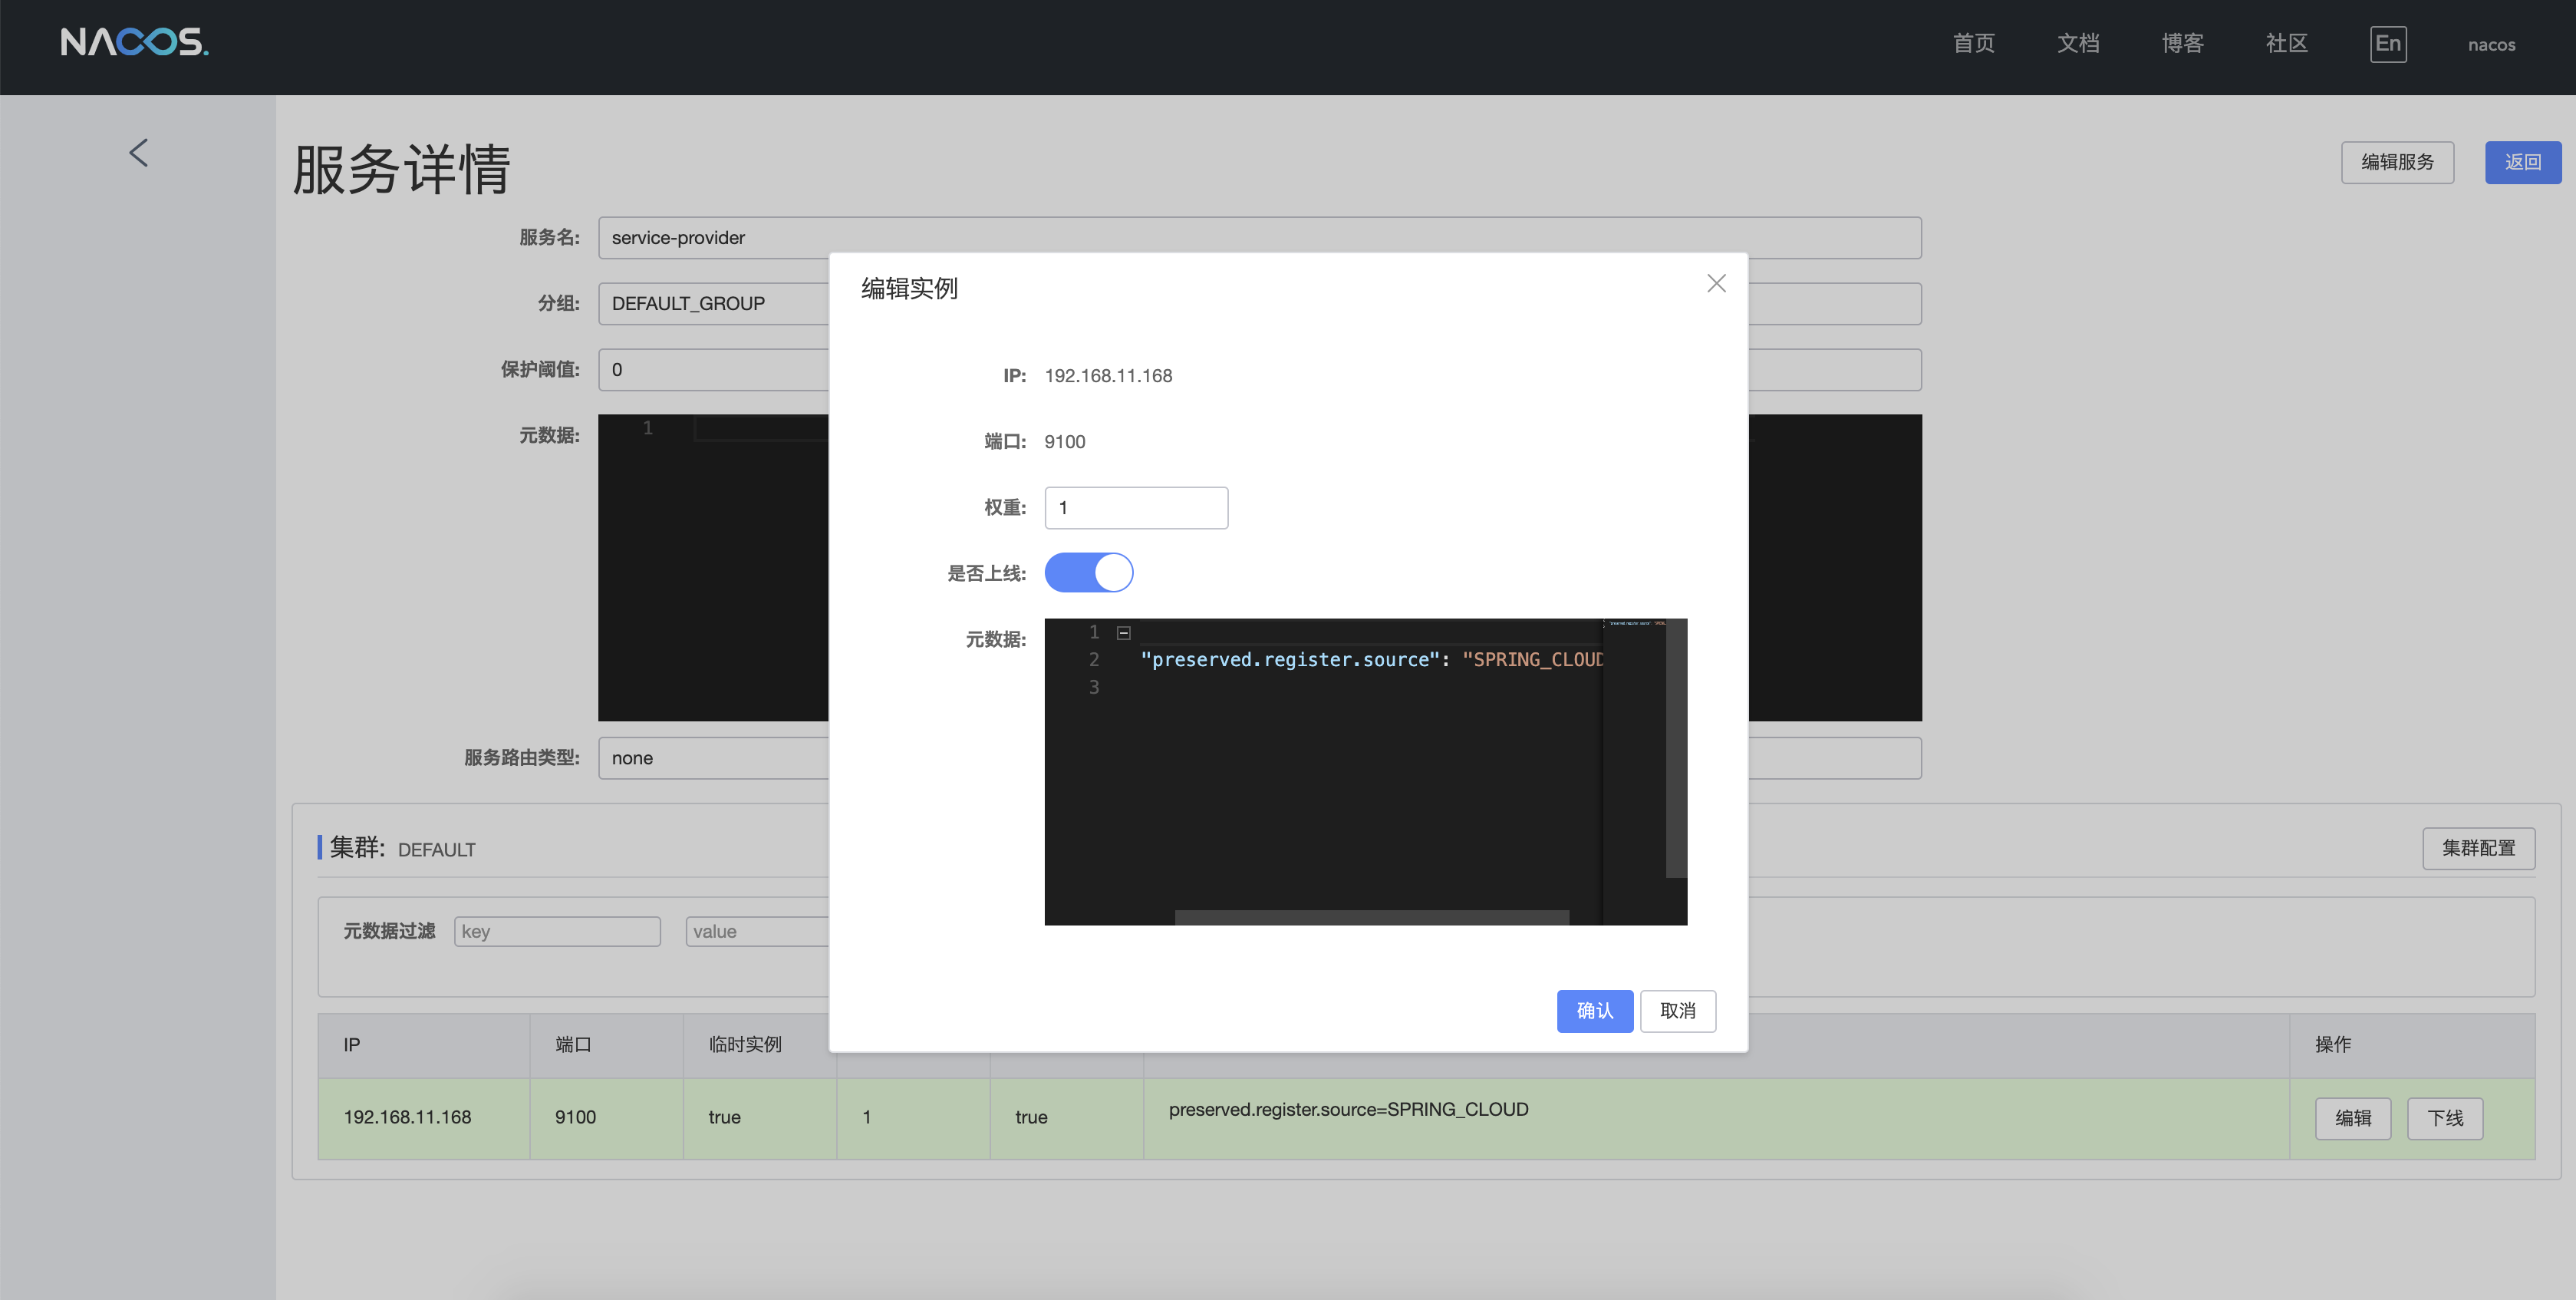 NACOS.
首页 文档 博客 社区 En nacos
服务详情
编辑服务 返回
服务名: service-provider
分组: DEFAULT_GROUP
保护阈值: 0
元数据: 1
服务路由类型: none
集群: DEFAULT
集群配置
元数据过滤 key value
IP 端口 临时实例 操作
192.168.11.168 9100 true 1 true preserved.register.source=SPRING_CLOUD 编辑 下线
编辑实例
IP: 192.168.11.168
端口: 9100
权重: 1
是否上线:
元数据: 1
2 "preserved.register.source": "SPRING_CLOUD
3
确认 取消